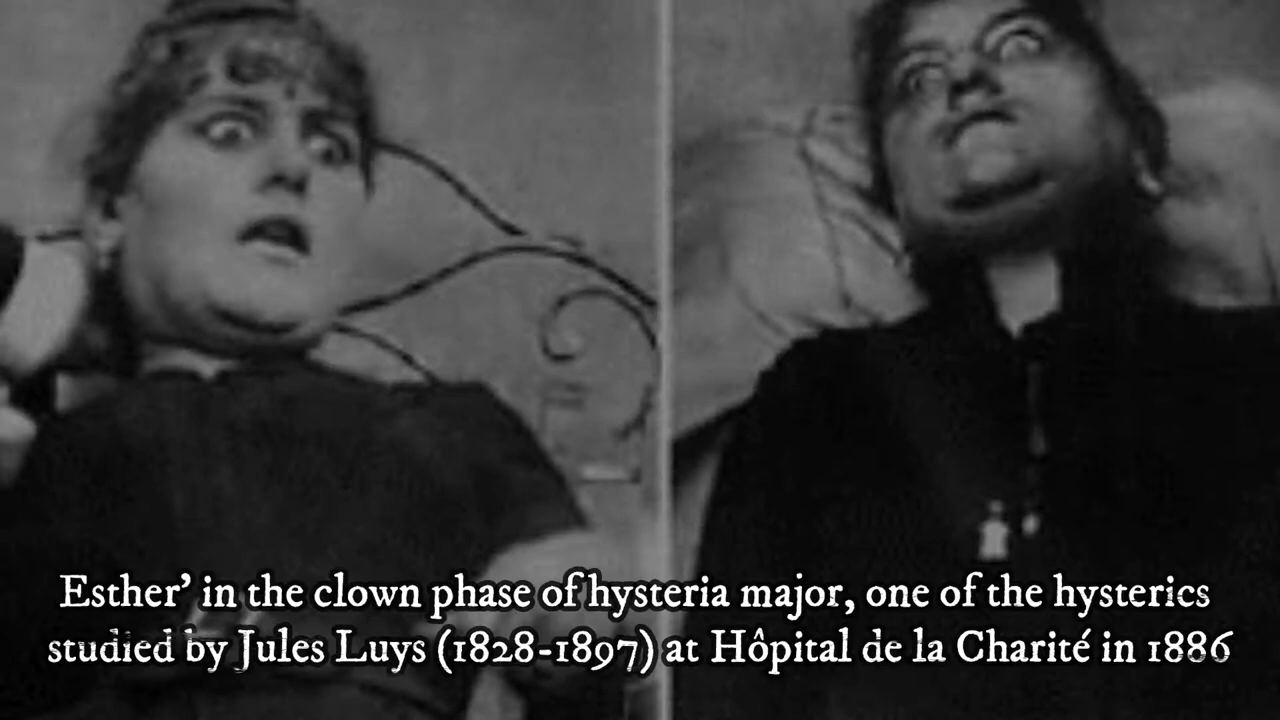 Esther’ in the clown phase of hysteria major, one of the hysterics
studied by Jules Luys (1828-1897) at Hôpital de la Charité in 1886